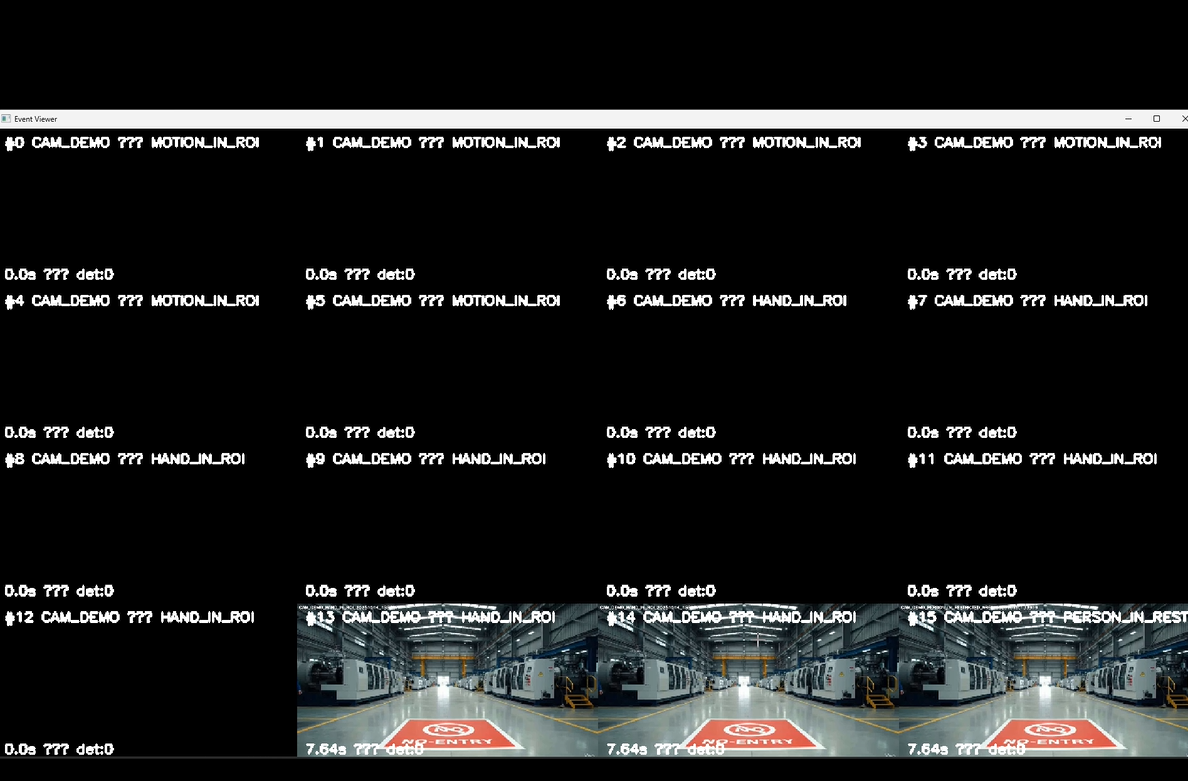 Event Viewer
#0 CAM_DEMO ??? MOTION_IN_ROI
#1 CAM_DEMO ??? MOTION_IN_ROI
#2 CAM_DEMO ??? MOTION_IN_ROI
#3 CAM_DEMO ??? MOTION_IN_ROI
0.0s ??? det:0
0.0s ??? det:0
0.0s ??? det:0
0.0s ??? det:0
#4 CAM_DEMO ??? MOTION_IN_ROI
#5 CAM_DEMO ??? MOTION_IN_ROI
#6 CAM_DEMO ??? HAND_IN_ROI
#7 CAM_DEMO ??? HAND_IN_ROI
0.0s ??? det:0
0.0s ??? det:0
0.0s ??? det:0
0.0s ??? det:0
#8 CAM_DEMO ??? HAND_IN_ROI
#9 CAM_DEMO ??? HAND_IN_ROI
#10 CAM_DEMO ??? HAND_IN_ROI
#11 CAM_DEMO ??? HAND_IN_ROI
0.0s ??? det:0
0.0s ??? det:0
0.0s ??? det:0
0.0s ??? det:0
#12 CAM_DEMO ??? HAND_IN_ROI
#13 CAM_DEMO ??? HAND_IN_ROI
#14 CAM_DEMO ??? HAND_IN_ROI
#15 CAM_DEMO ??? PERSON_IN_REST
NO-ENTRY
NO-ENTRY
NO-ENTRY
0.0s ??? det:0
7.64s ??? det:0
7.64s ??? det:0
7.64s ??? det:0